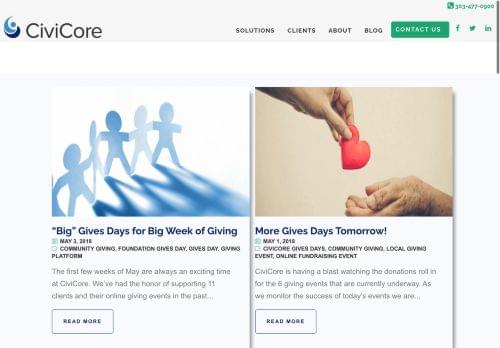 303-477-0900
CiviCore
SOLUTIONS CLIENTS ABOUT BLOG CONTACT US
"Big" Gives Days for Big Week of Giving
MAY 3, 2018
COMMUNITY GIVING, FOUNDATION GIVES DAY, GIVES DAY, GIVING
PLATFORM
The first few weeks of May are always an exciting time
at CiviCore. We've had the honor of supporting 11
clients and their online giving events in the past...
READ MORE
More Gives Days Tomorrow!
MAY 1, 2018
CIVICORE GIVES DAYS, COMMUNITY GIVING, LOCAL GIVING
EVENT, ONLINE FUNDRAISING EVENT
CiviCore is having a blast watching the donations roll in
for the 6 giving events that are currently underway. As
we monitor the success of today's events we are...
READ MORE